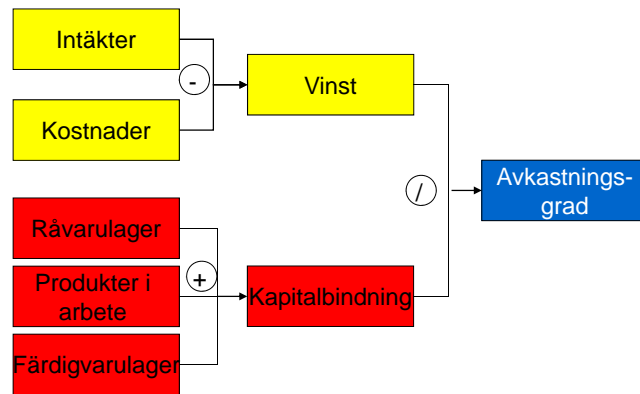 Intäkter
-
Kostnader
Vinst
/
Avkastnings-
grad
Råvarulager
Produkter i
arbete
+
Färdigvarulager
Kapitalbindning